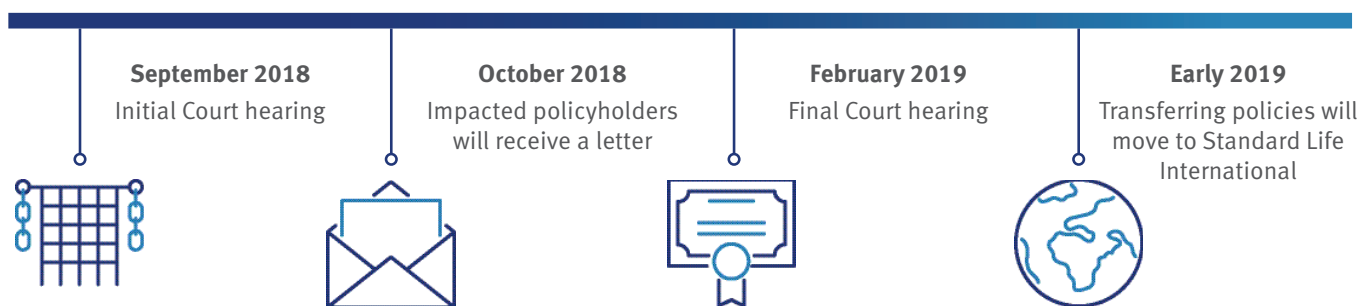 September 2018
Initial Court hearing
October 2018
Impacted policyholders
will receive a letter
February 2019
Final Court hearing
Early 2019
Transferring policies will
move to Standard Life
International